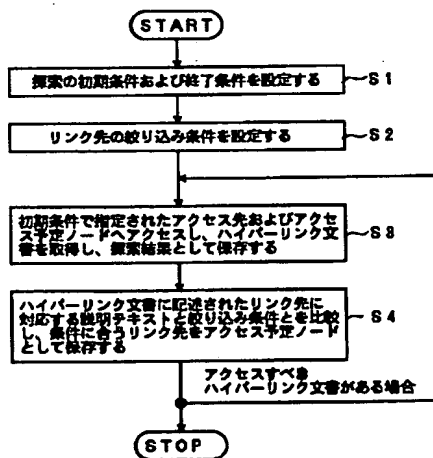 START
探索の初期条件および終了条件を設定する
S1
リンク先の絞り込み条件を設定する
S2
初期条件で指定されたアクセス先およびアクセ
ス予定ノードへアクセスし、ハイパーリンク文
書を取得し、探索結果として保存する
S3
ハイパーリンク文書に記述されたリンク先に
対応する説明テキストと絞り込み条件とを比較
し、条件に合うリンク先をアクセス予定ノード
として保存する
S4
アクセスすべき
ハイパーリンク文書がある場合
STOP